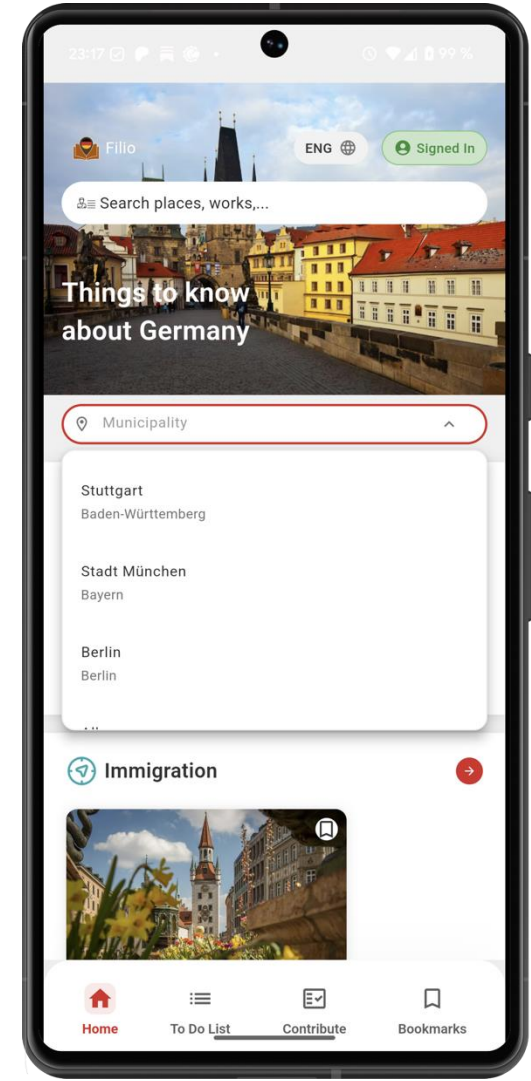 23:17
99 %
Filio
ENG
Signed In
Search places, works,...
Things to know
about Germany
Municipality
Stuttgart
Baden-Württemberg
Stadt München
Bayern
Berlin
Berlin
Immigration
Home
To Do List
Contribute
Bookmarks